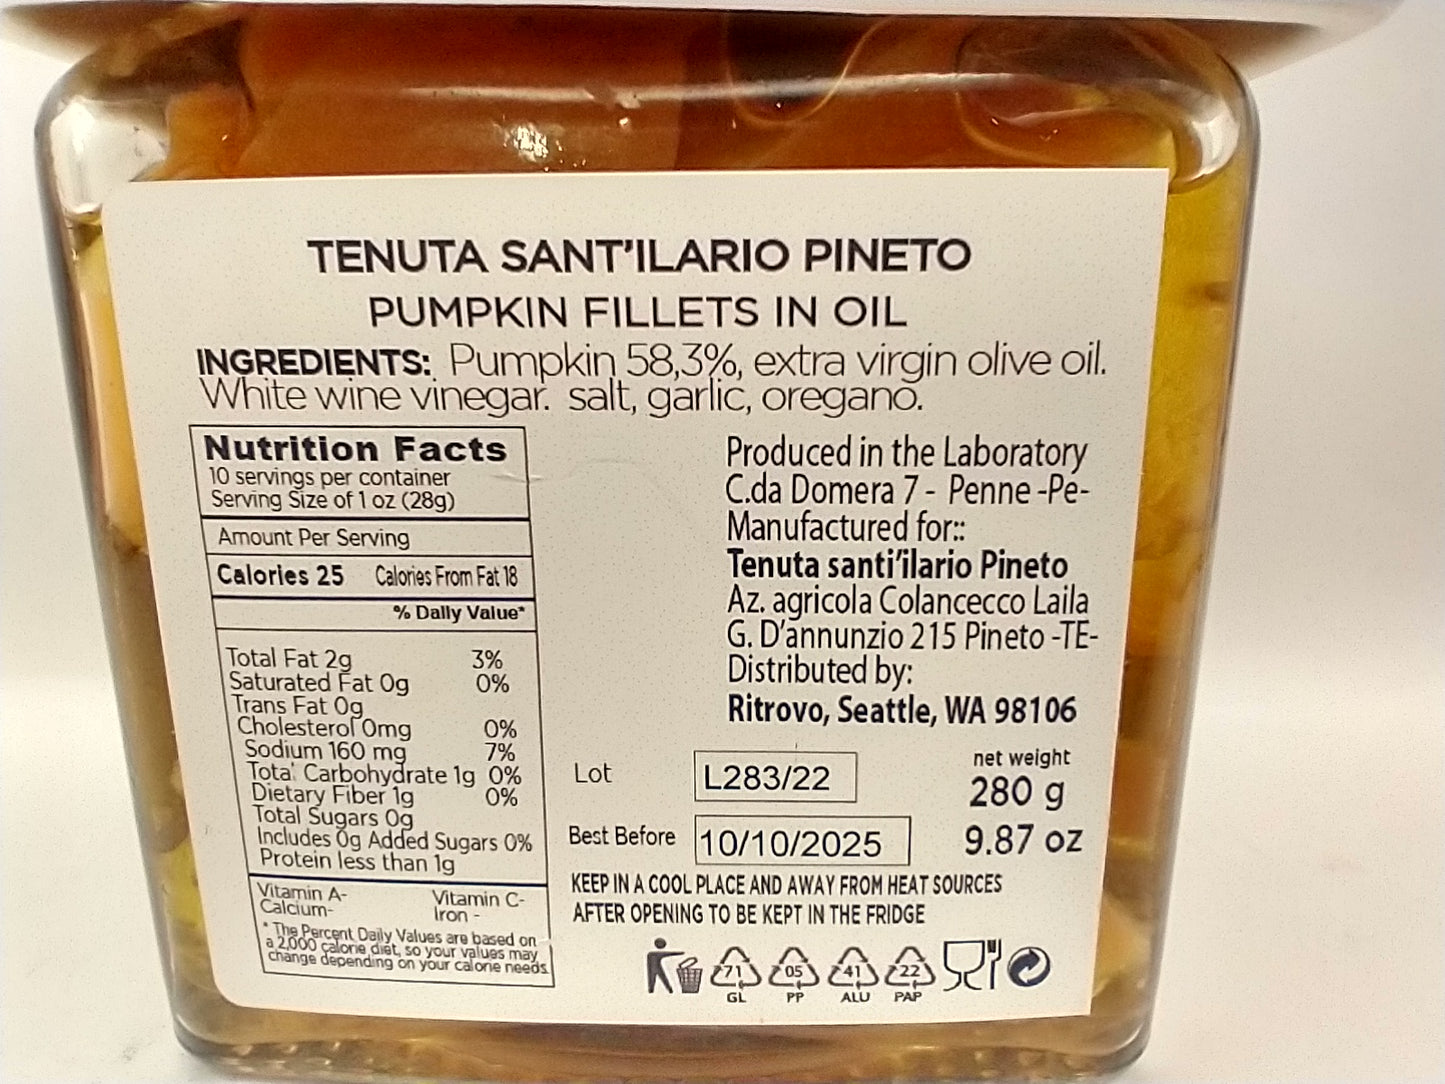 TENUTA SANT'ILARIO PINETO
PUMPKIN FILLETS IN OIL
INGREDIENTS: Pumpkin 58,3%, extra virgin olive oil.
White wine vinegar. salt, garlic, oregano.
Nutrition Facts
10 servings per container
Serving Size of 1 oz (28g)
Amount Per Serving
Calories 25 Calories From Fat 18
% Daily Value*
Total Fat 2g 3%
Saturated Fat 0g 0%
Trans Fat 0g
Cholesterol 0mg 0%
Sodium 160 mg 7%
Total Carbohydrate 1g 0%
Dietary Fiber 1g 0%
Total Sugars 0g
Includes 0g Added Sugars 0%
Protein less than 1g
Vitamin A- Vitamin C-
Calcium- Iron -
* The Percent Daily Values are based on
a 2,000 calorie diet, so your values may
change depending on your calorie needs.
Produced in the Laboratory
C.da Domera 7 - Penne -Pe-
Manufactured for::
Tenuta santi'ilario Pineto
Az. agricola Colancecco Laila
G. D'annunzio 215 Pineto -TE-
Distributed by:
Ritrovo, Seattle, WA 98106
Lot L283/22
Best Before 10/10/2025
net weight
280 g
9.87 oz
KEEP IN A COOL PLACE AND AWAY FROM HEAT SOURCES
AFTER OPENING TO BE KEPT IN THE FRIDGE
71 05 41 22
GL PP ALU PAP